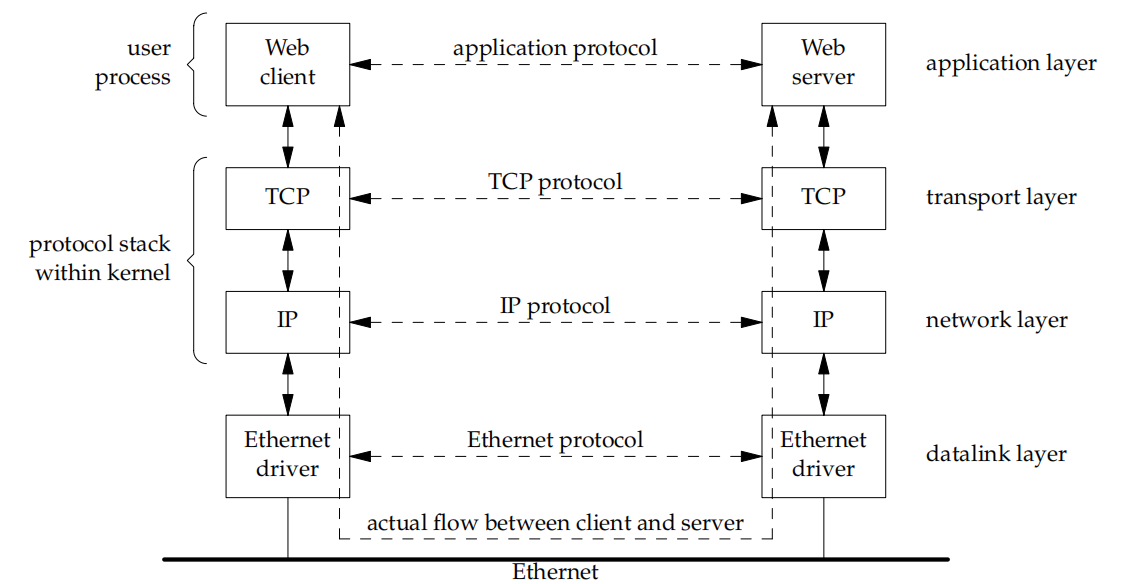 user
process
Web
client
application protocol
Web
server
application layer
protocol stack
within kernel
TCP
TCP protocol
TCP
transport layer
IP
IP protocol
IP
network layer
Ethernet
driver
Ethernet protocol
Ethernet
driver
datalink layer
actual flow between client and server
Ethernet